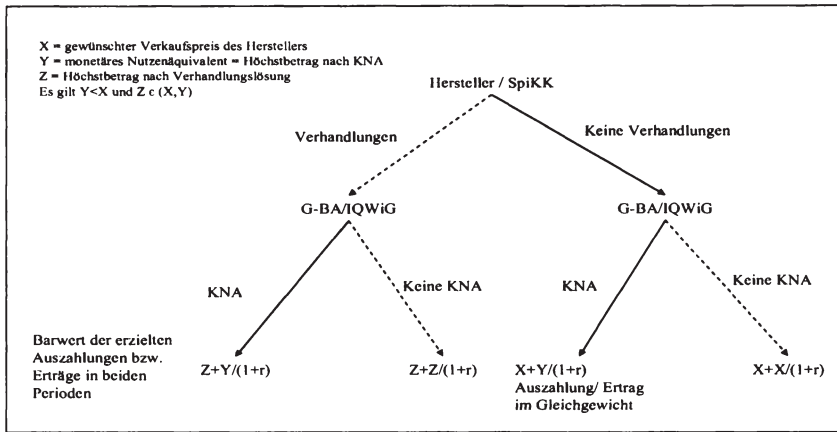 X = gewünschter Verkaufspreis des Herstellers
Y = monetäres Nutzenäquivalent = Höchstbetrag nach KNA
Z = Höchstbetrag nach Verhandlungslösung
Es gilt Y<X und Z c (X,Y)
Hersteller / SpiKK
Verhandlungen
Keine Verhandlungen
G-BA/IQWiG
G-BA/IQWiG
KNA
Keine KNA
KNA
Keine KNA
Barwert der erzielten
Auszahlungen bzw.
Erträge in beiden
Perioden
Z+Y/(1+r)
Z+Z/(1+r)
X+Y/(1+r)
Auszahlung/ Ertrag
im Gleichgewicht
X+X/(1+r)